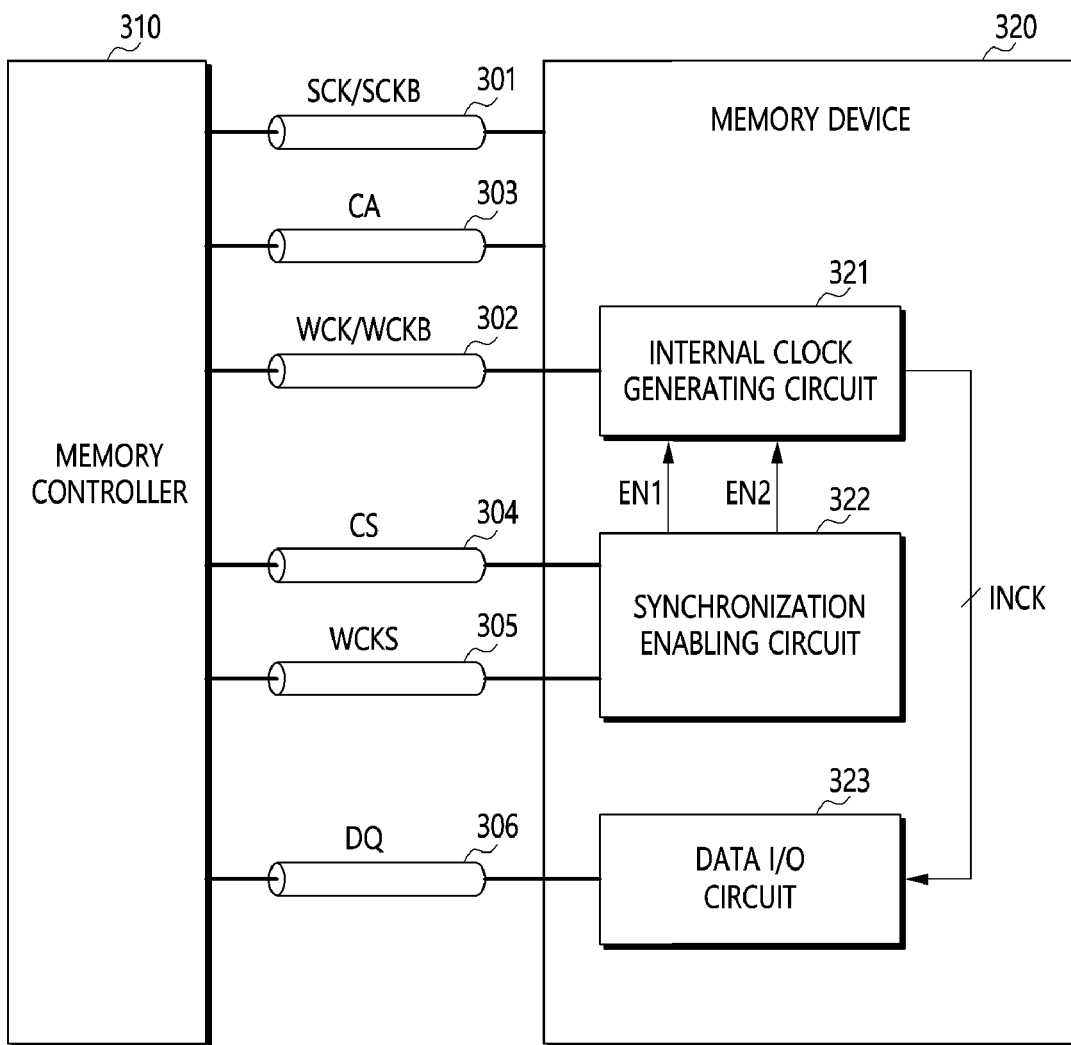 310
320
SCK/SCKB
301
MEMORY DEVICE
CA
303
321
WCK/WCKB
302
INTERNAL CLOCK
GENERATING CIRCUIT
MEMORY
CONTROLLER
EN1
EN2
322
CS
304
SYNCHRONIZATION
ENABLING CIRCUIT
INCK
WCKS
305
323
DQ
306
DATA I/O
CIRCUIT